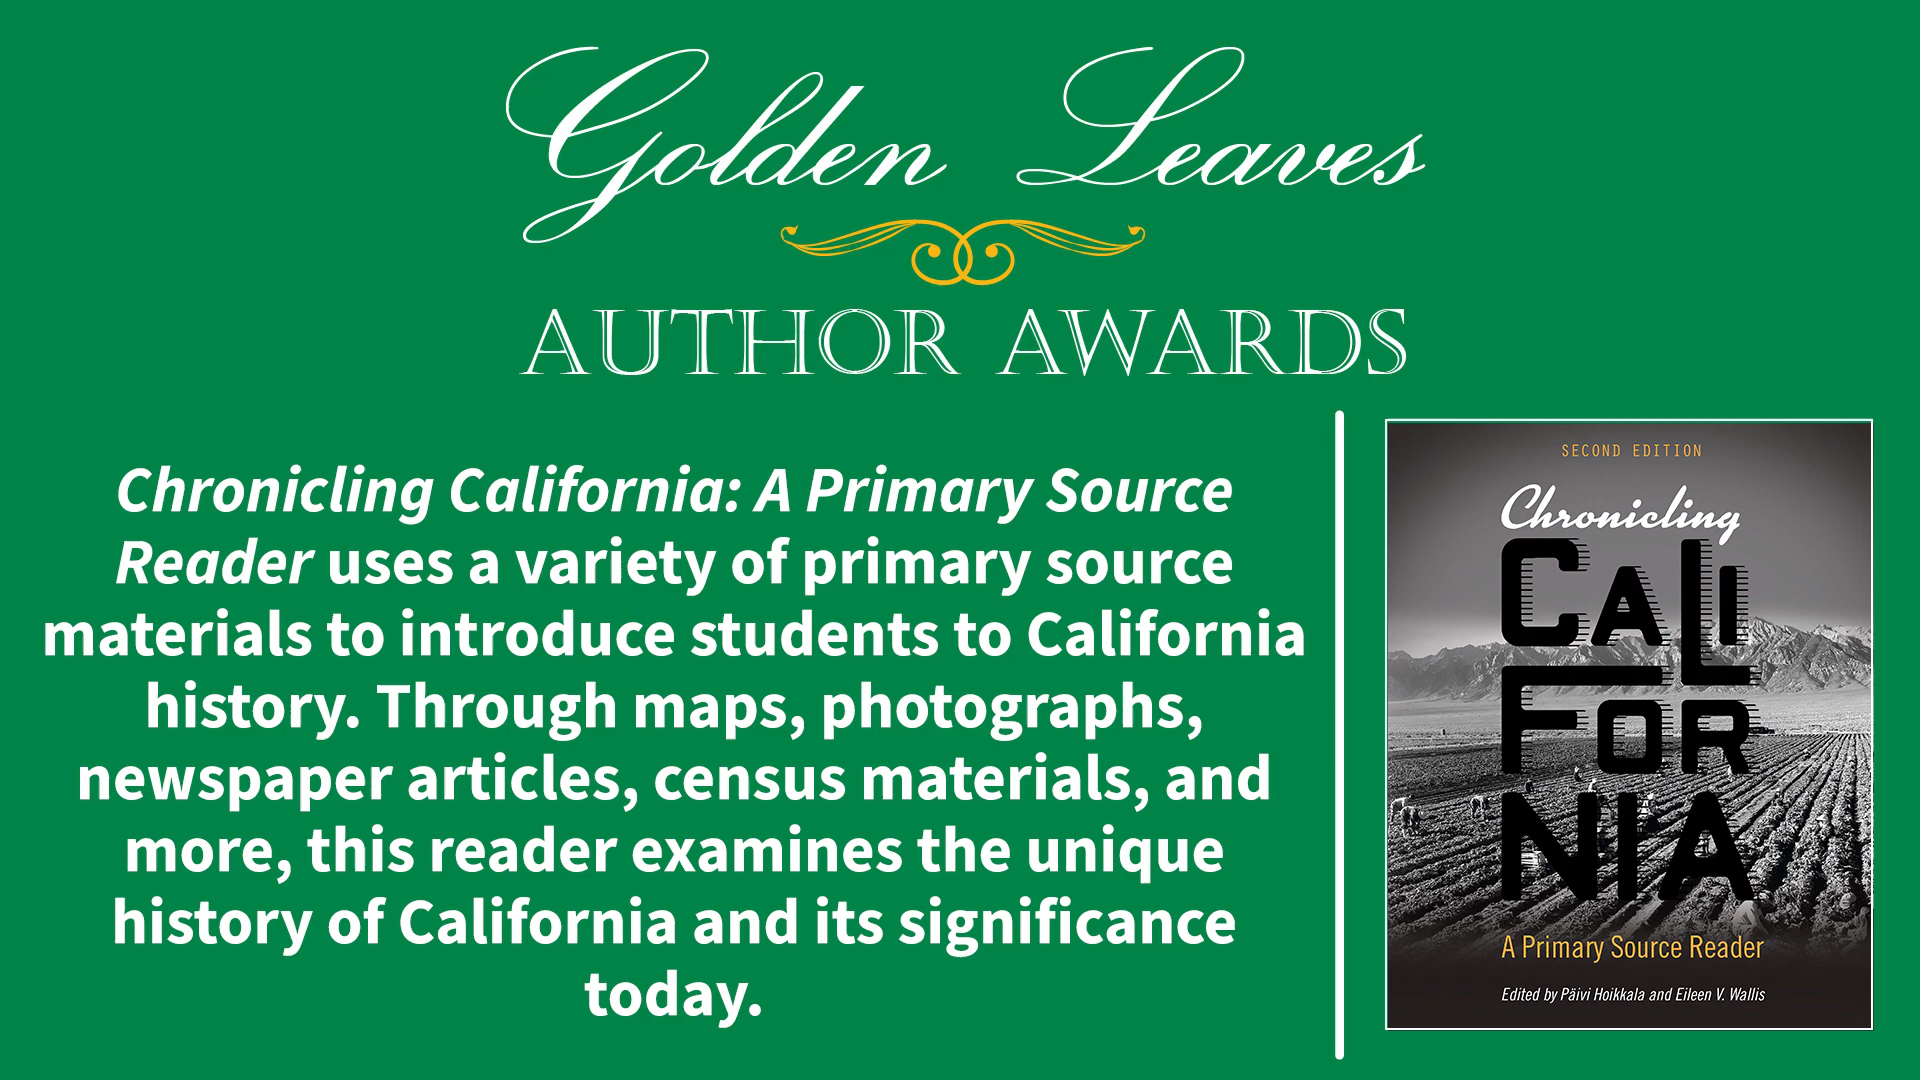 Golden Leaves
AUTHOR AWARDS
Chronicling California: A Primary Source
Reader uses a variety of primary source
materials to introduce students to California
history. Through maps, photographs,
newspaper articles, census materials, and
more, this reader examines the unique
history of California and its significance
today.
SECOND EDITION
Chronicling
CALI
FOR
NIA
A Primary Source Reader
Edited by Päivi Hoikkala and Eileen V. Wallis